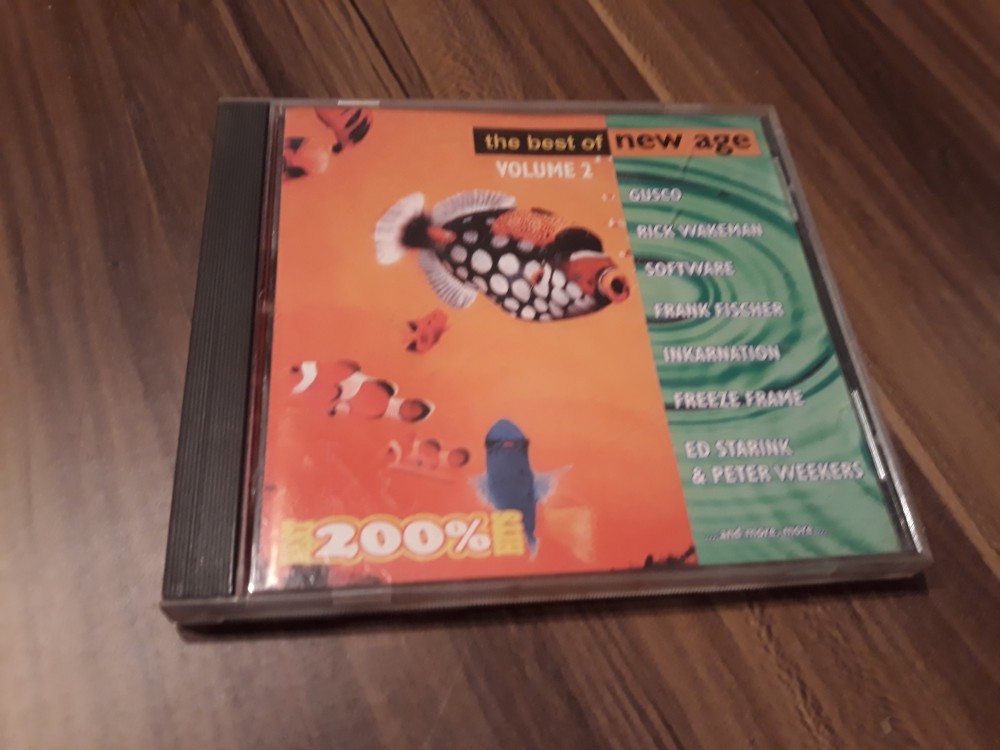 the best of new age
VOLUME 2
GUSCO
RICK WAKEMAN
SOFTWARE
FRANK FISCHER
INKARNATION
FREEZE FRAME
ED STARINK
& PETER WEEKERS
...and more, more...
200%